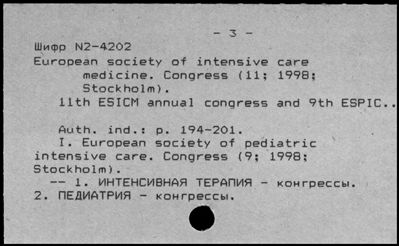 - 3 -
Шифр N2-4202
European society of intensive care
medicine. Congress (11; 1998;
Stockholm).
11th ESICM annual congress and 9th ESPIC..
Auth. ind.: p. 194-201.
I. European society of pediatric
intensive care. Congress (9; 1998;
Stockholm).
-- 1. ИНТЕНСИВНАЯ ТЕРАПИЯ - конгрессы.
2. ПЕДИАТРИЯ - конгрессы.